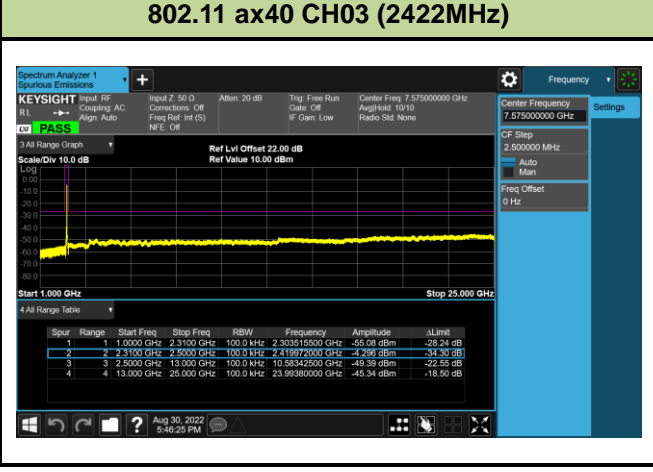 802.11 ax40 CH03 (2422MHz)
Spectrum Analyzer 1
Spurious Emissions
+
Frequency
KEYSIGHT
RL
LXI
PASS
Input: RF
Coupling: AC
Align: Auto
Input Z: 50 Ω
Corrections: Off
Freq Ref: Int (S)
NFE: Off
Atten: 20 dB
Trig: Free Run
Gate: Off
IF Gain: Low
Center Freq: 7.575000000 GHz
Avg|Hold: 10/10
Radio Std: None
Center Frequency
7.575000000 GHz
Settings
CF Step
2.500000 MHz
Auto
Man
Freq Offset
0 Hz
3 All Range Graph
Scale/Div 10.0 dB
Ref Lvl Offset 22.00 dB
Ref Value 10.00 dBm
Log
0.00
-10.0
-20.0
-30.0
-40.0
-50.0
-60.0
-70.0
-80.0
Start 1.000 GHz
Stop 25.000 GHz
4 All Range Table
Spur Range Start Freq Stop Freq RBW Frequency Amplitude ΔLimit
1 1 1.0000 GHz 2.3100 GHz 100.0 kHz 2.303515500 GHz -55.08 dBm -28.24 dB
2 2 2.3100 GHz 2.5000 GHz 100.0 kHz 2.419972000 GHz -4.296 dBm -34.30 dB
3 3 2.5000 GHz 13.000 GHz 100.0 kHz 10.58342500 GHz -49.39 dBm -22.55 dB
4 4 13.000 GHz 25.000 GHz 100.0 kHz 23.99380000 GHz -45.34 dBm -18.50 dB
?
Aug 30, 2022
5:46:25 PM